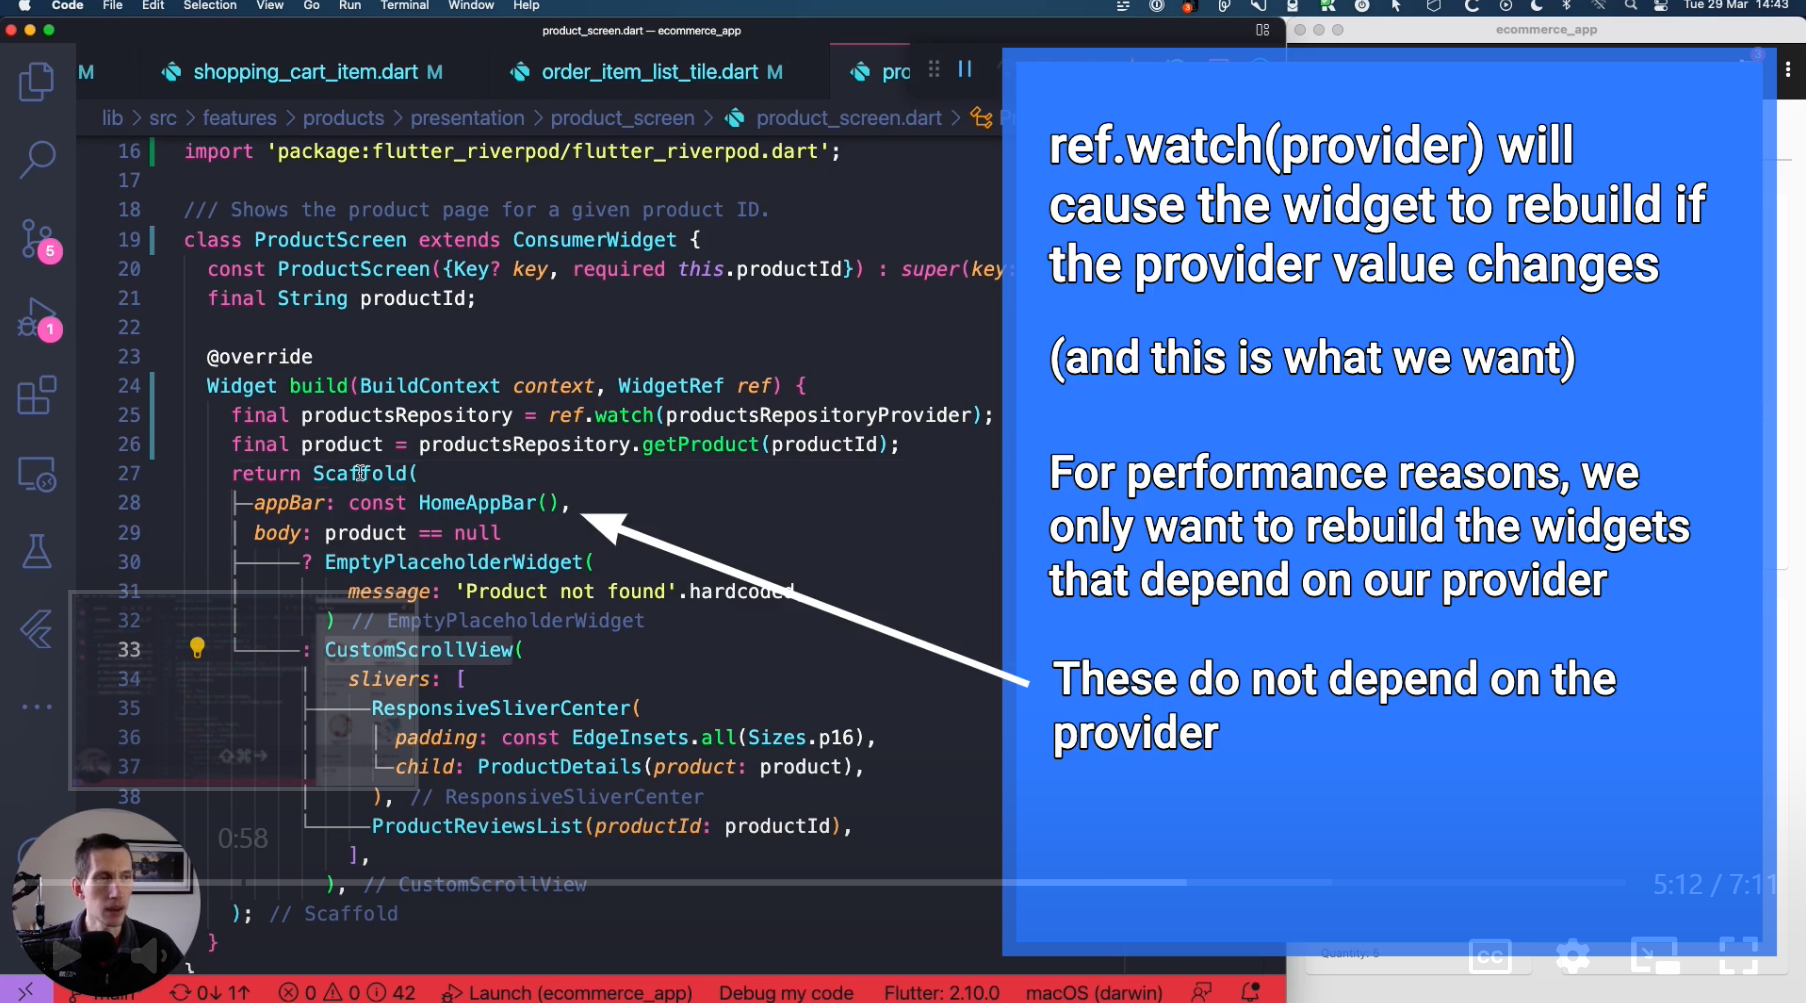 Code File Edit Selection View Go Run Terminal Window Help
Tue 29 Mar 14:43
product_screen.dart — ecommerce_app
ecommerce_app
M shopping_cart_item.dart M order_item_list_tile.dart M pro
lib > src > features > products > presentation > product_screen > product_screen.dart >
16 import 'package:flutter_riverpod/flutter_riverpod.dart';
17
18 /// Shows the product page for a given product ID.
19 class ProductScreen extends ConsumerWidget {
20 const ProductScreen({Key? key, required this.productId}) : super(key:
21 final String productId;
22
23 @override
24 Widget build(BuildContext context, WidgetRef ref) {
25 final productsRepository = ref.watch(productsRepositoryProvider);
26 final product = productsRepository.getProduct(productId);
27 return Scaffold(
28 appBar: const HomeAppBar(),
29 body: product == null
30 ? EmptyPlaceholderWidget(
31 message: 'Product not found'.hardcoded
32 ) // EmptyPlaceholderWidget
33 : CustomScrollView(
34 slivers: [
35 ResponsiveSliverCenter(
36 padding: const EdgeInsets.all(Sizes.p16),
37 child: ProductDetails(product: product),
38 ), // ResponsiveSliverCenter
ProductReviewsList(productId: productId),
],
), // CustomScrollView
); // Scaffold
}
}
5
1
3
ref.watch(provider) will
cause the widget to rebuild if
the provider value changes
(and this is what we want)
For performance reasons, we
only want to rebuild the widgets
that depend on our provider
These do not depend on the
provider
0:58
5:12 / 7:11
Quantity: 5
CC
main 0↓ 1↑ 0 0 42 Launch (ecommerce_app) Debug my code Flutter: 2.10.0 macOS (darwin)